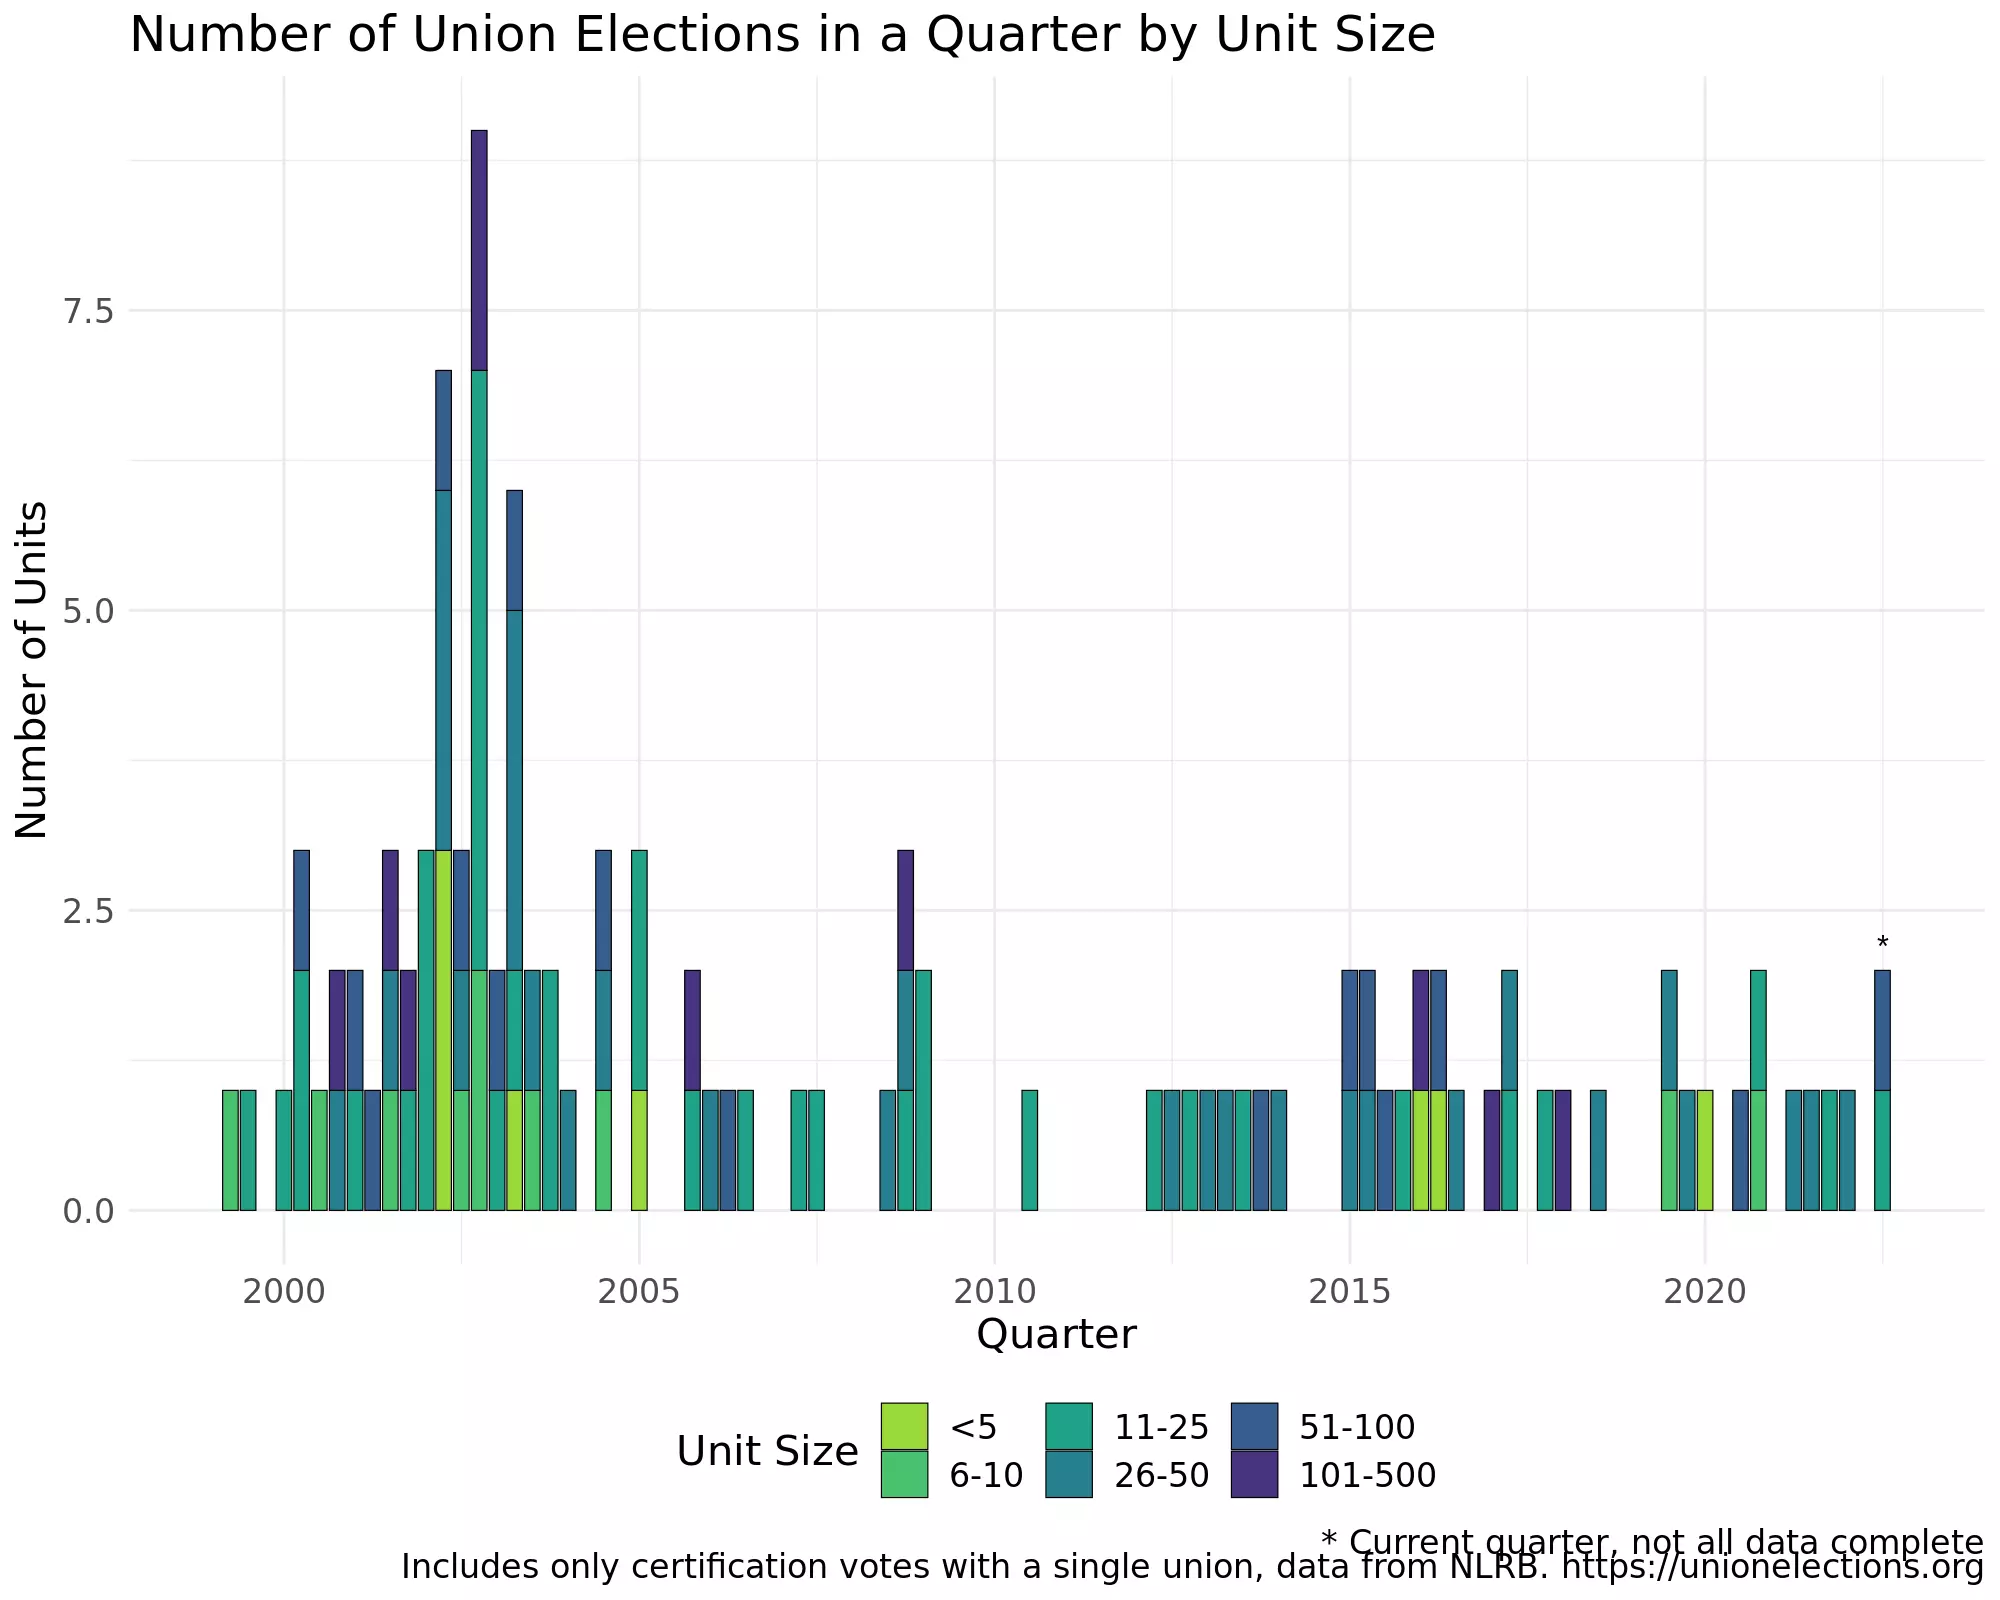 Number of Union Elections in a Quarter by Unit Size
Number of Units
7.5
5.0
2.5
0.0
*
2000 2005 2010 2015 2020
Quarter
Unit Size
<5 11-25 51-100
6-10 26-50 101-500
* Current quarter, not all data complete
Includes only certification votes with a single union, data from NLRB. https://unionelections.org